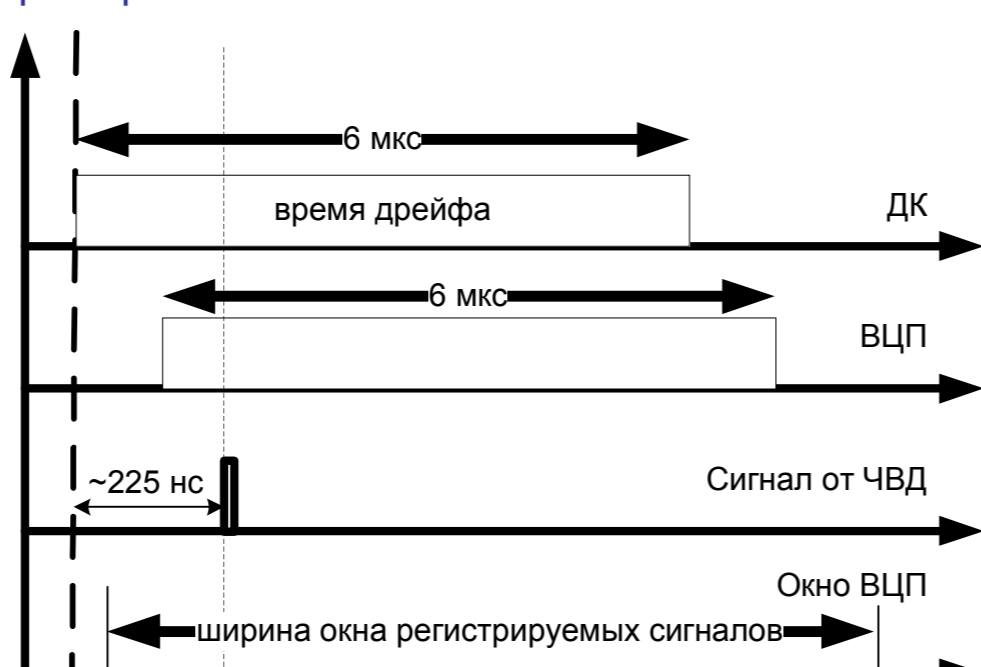 6 мкс
время дрейфа
ДК
6 мкс
ВЦП
~225 нс
Сигнал от ЧВД
Окно ВЦП
ширина окна регистрируемых сигналов